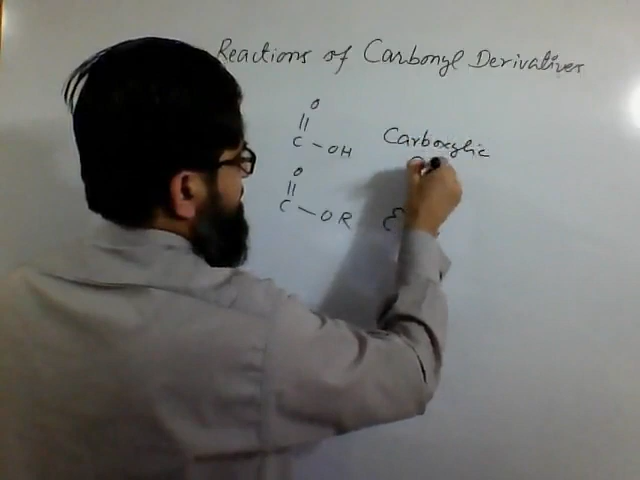 Reactions of Carbonyl Derivatives
O
||
C - OH Carboxylic
O
||
C - OR